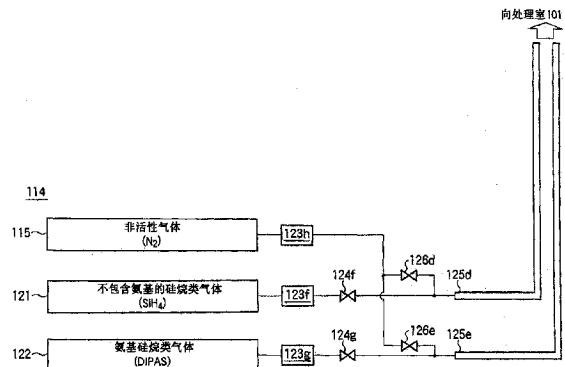 向处理室101
114
115
非活性气体
(N₂)
123h
126d
121
不包含氨基的硅烷类气体
(SiH₄)
123f
124f
125d
122
氨基硅烷类气体
(DIPAS)
123g
124g
126e
125e